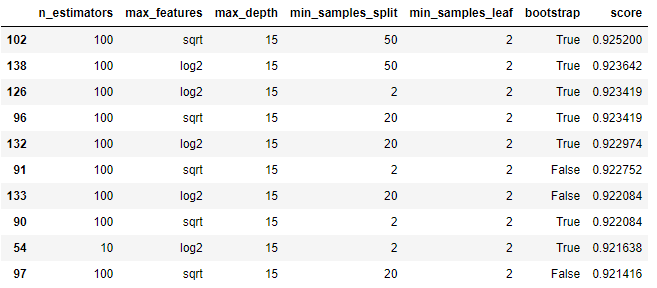 n_estimators max_features max_depth min_samples_split min_samples_leaf bootstrap score
102 100 sqrt 15 50 2 True 0.925200
138 100 log2 15 50 2 True 0.923642
126 100 log2 15 2 2 True 0.923419
96 100 sqrt 15 20 2 True 0.923419
132 100 log2 15 20 2 True 0.922974
91 100 sqrt 15 2 2 False 0.922752
133 100 log2 15 20 2 False 0.922084
90 100 sqrt 15 2 2 True 0.922084
54 10 log2 15 2 2 True 0.921638
97 100 sqrt 15 20 2 False 0.921416